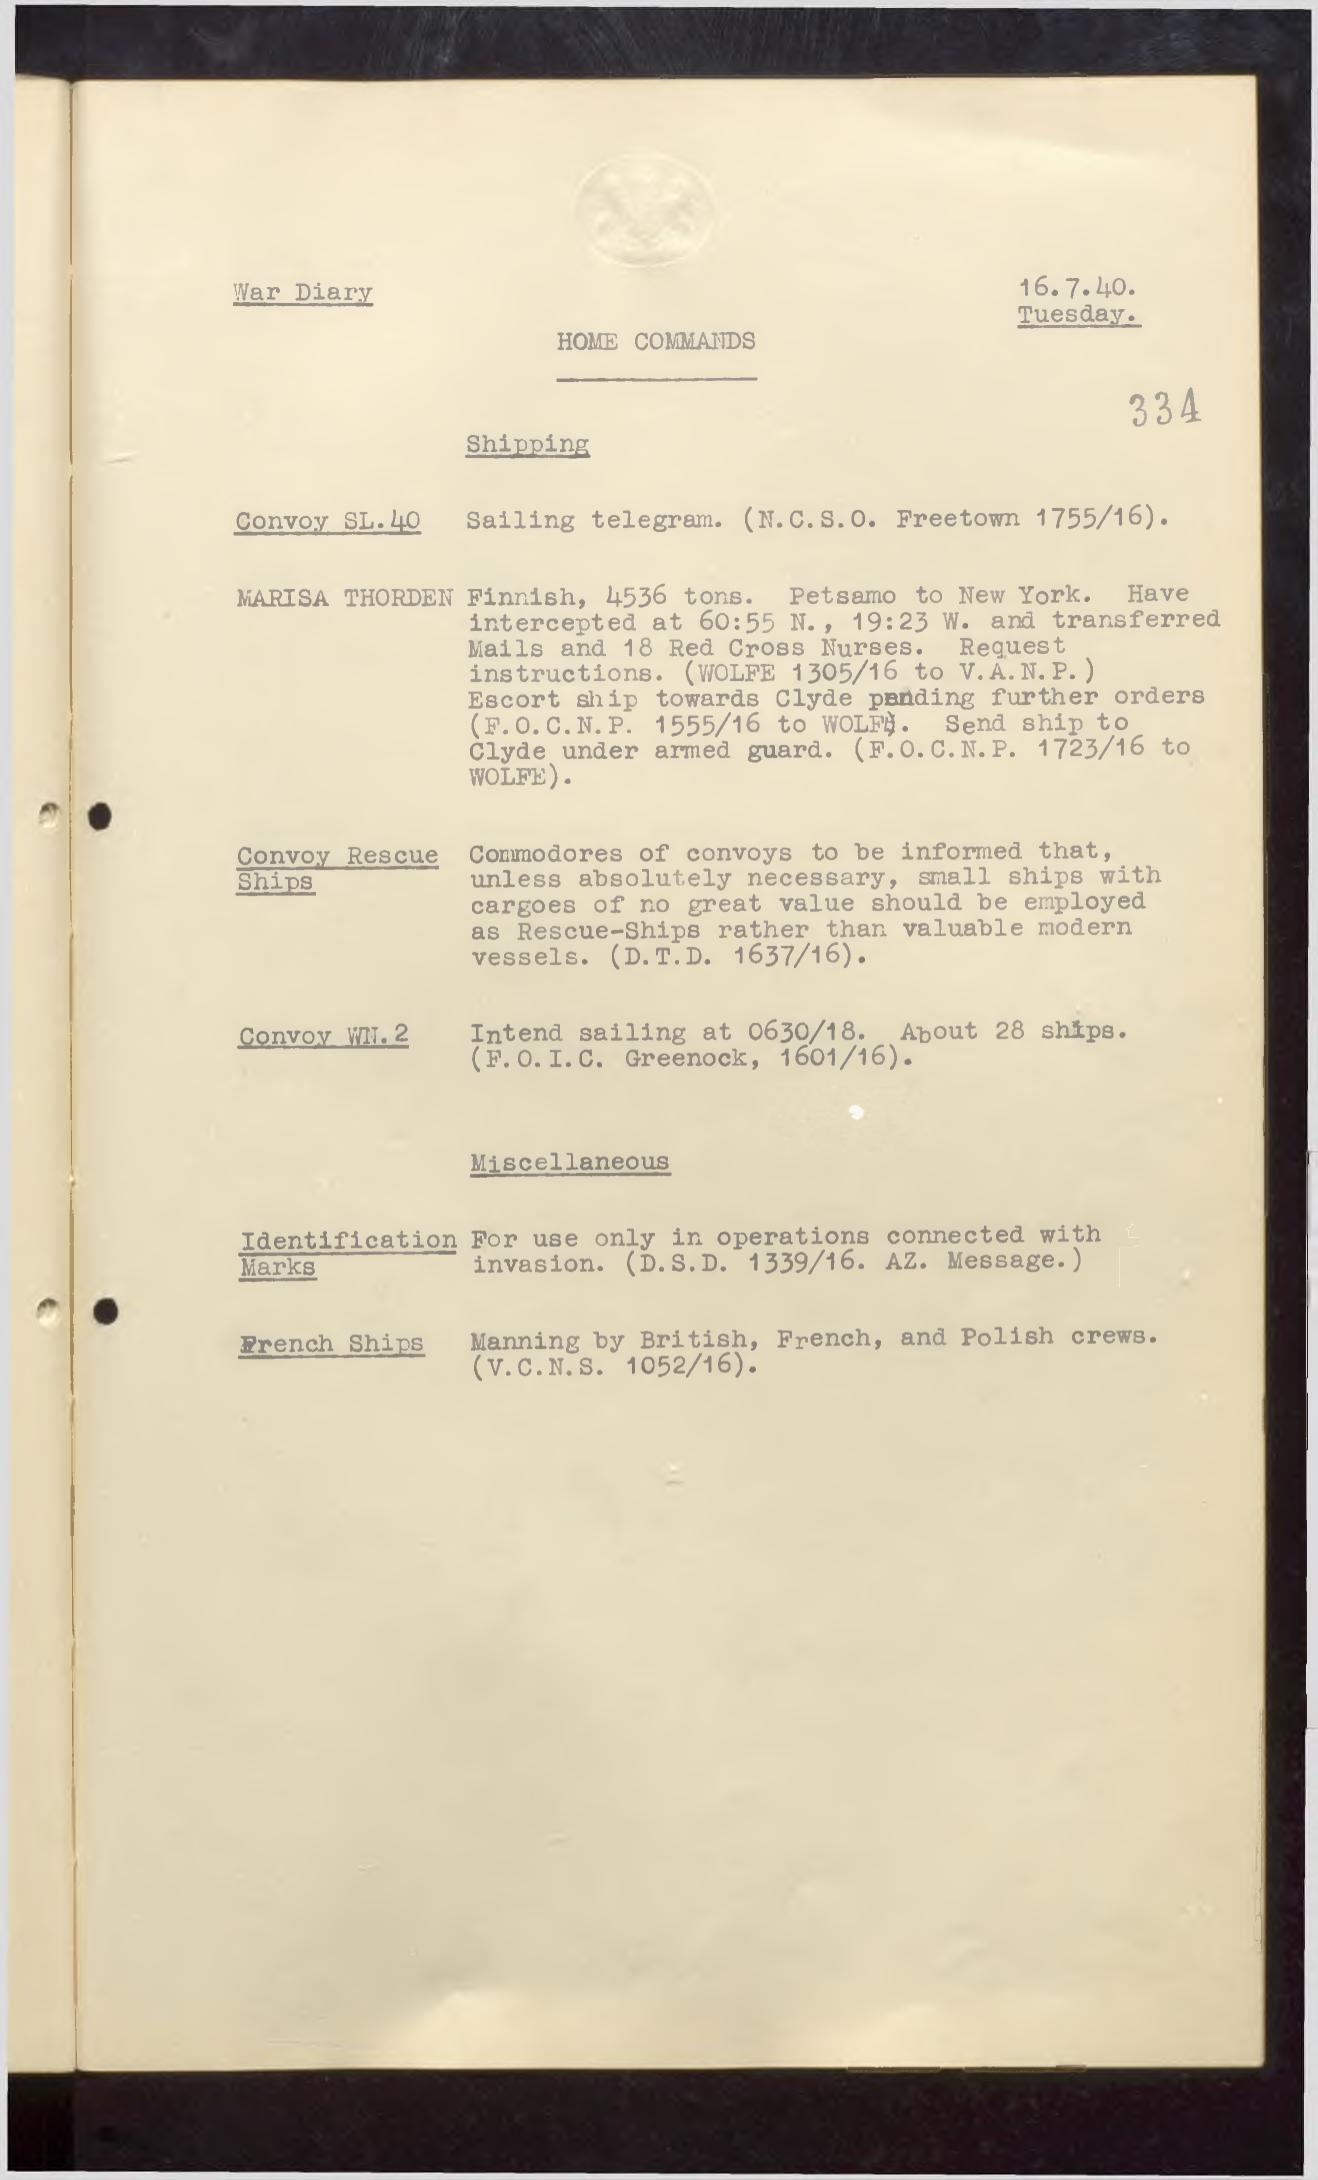 War Diary
16.7.40.
Tuesday.
HOME COMMANDS
334
Shipping
Convoy SL.40 Sailing telegram. (N.C.S.O. Freetown 1755/16).
MARISA THORDEN Finnish, 4536 tons. Petsamo to New York. Have
intercepted at 60:55 N., 19:23 W. and transferred
Mails and 18 Red Cross Nurses. Request
instructions. (WOLFE 1305/16 to V.A.N.P.)
Escort ship towards Clyde pending further orders
(F.O.C.N.P. 1555/16 to WOLFE). Send ship to
Clyde under armed guard. (F.O.C.N.P. 1723/16 to
WOLFE).
Convoy Rescue Commodores of convoys to be informed that,
Ships unless absolutely necessary, small ships with
cargoes of no great value should be employed
as Rescue-Ships rather than valuable modern
vessels. (D.T.D. 1637/16).
Convoy WN.2 Intend sailing at 0630/18. About 28 ships.
(F.O.I.C. Greenock, 1601/16).
Miscellaneous
Identification For use only in operations connected with
Marks invasion. (D.S.D. 1339/16. AZ. Message.)
French Ships Manning by British, French, and Polish crews.
(V.C.N.S. 1052/16).